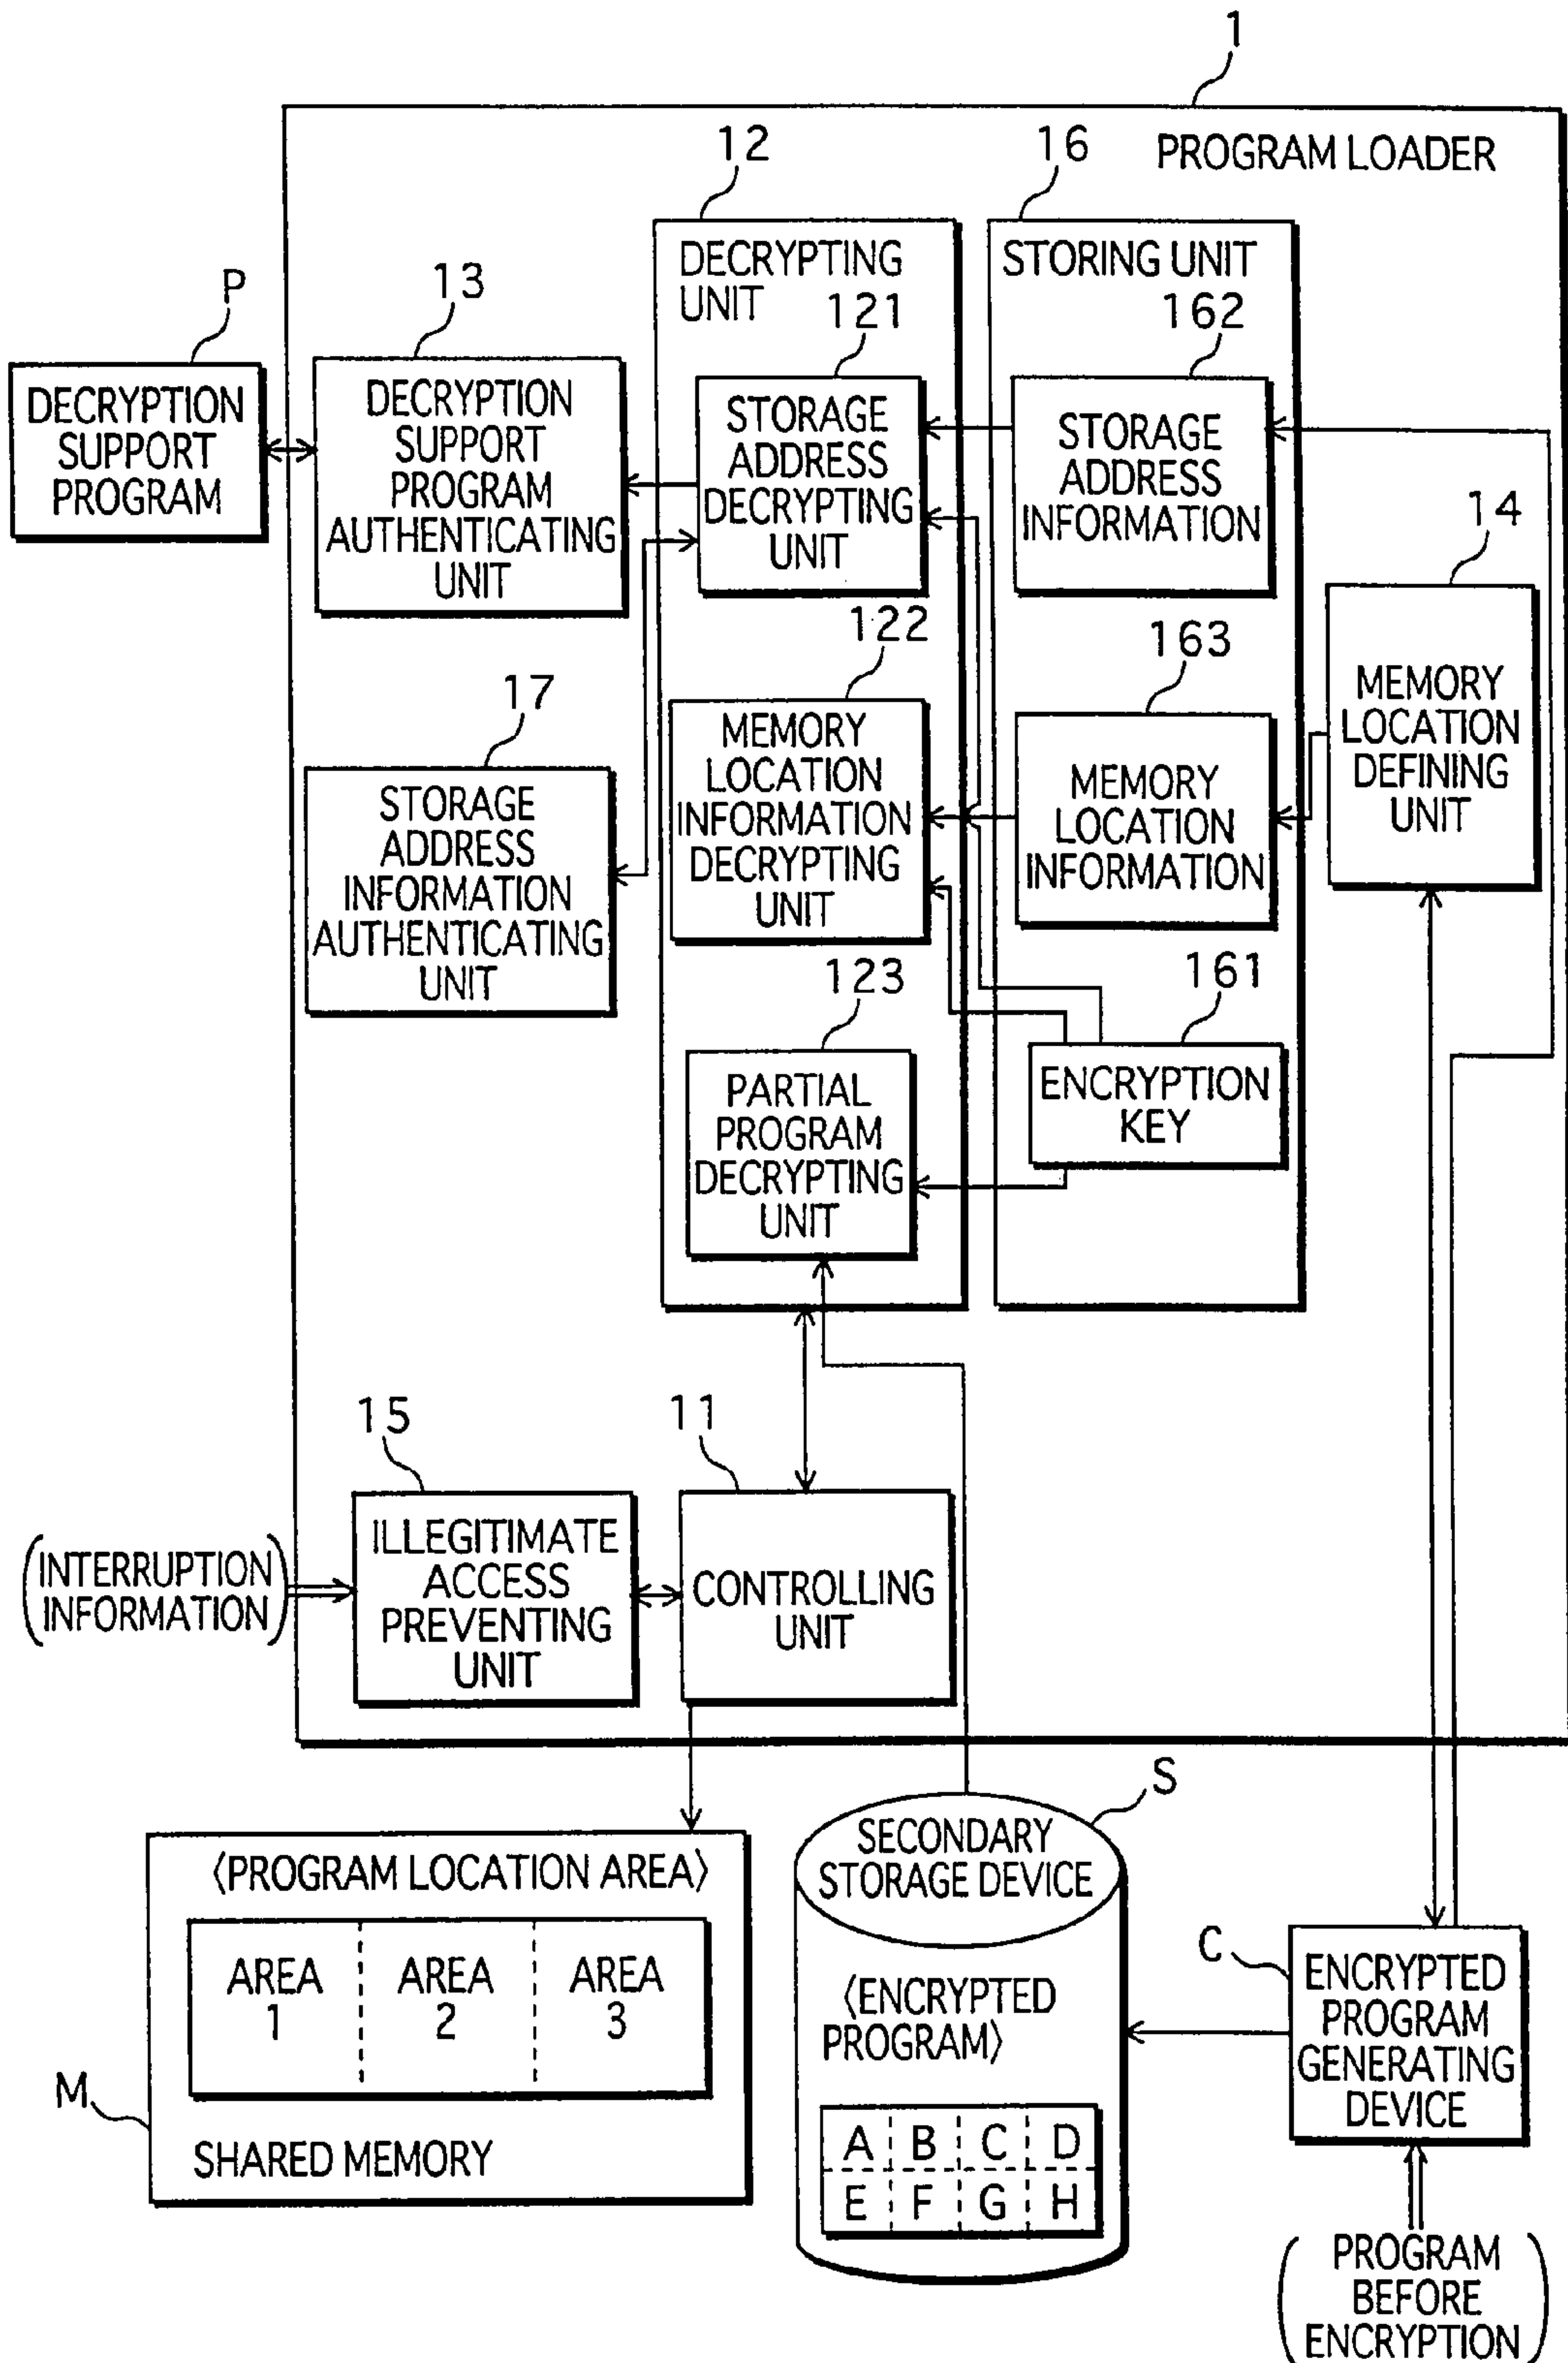 1
PROGRAM LOADER
12
16
DECRYPTING
UNIT
STORING UNIT
P
13
121
162
DECRYPTION
SUPPORT
PROGRAM
DECRYPTION
SUPPORT
PROGRAM
AUTHENTICATING
UNIT
STORAGE
ADDRESS
DECRYPTING
UNIT
STORAGE
ADDRESS
INFORMATION
14
MEMORY
LOCATION
DEFINING
UNIT
122
163
17
STORAGE
ADDRESS
INFORMATION
AUTHENTICATING
UNIT
MEMORY
LOCATION
INFORMATION
DECRYPTING
UNIT
MEMORY
LOCATION
INFORMATION
123
161
PARTIAL
PROGRAM
DECRYPTING
UNIT
ENCRYPTION
KEY
15
11
(INTERRUPTION
INFORMATION)
ILLEGITIMATE
ACCESS
PREVENTING
UNIT
CONTROLLING
UNIT
S
〈PROGRAM LOCATION AREA〉
AREA
1
AREA
2
AREA
3
M
SHARED MEMORY
SECONDARY
STORAGE DEVICE
〈ENCRYPTED
PROGRAM〉
A B C D
E F G H
C
ENCRYPTED
PROGRAM
GENERATING
DEVICE
(PROGRAM
BEFORE
ENCRYPTION)